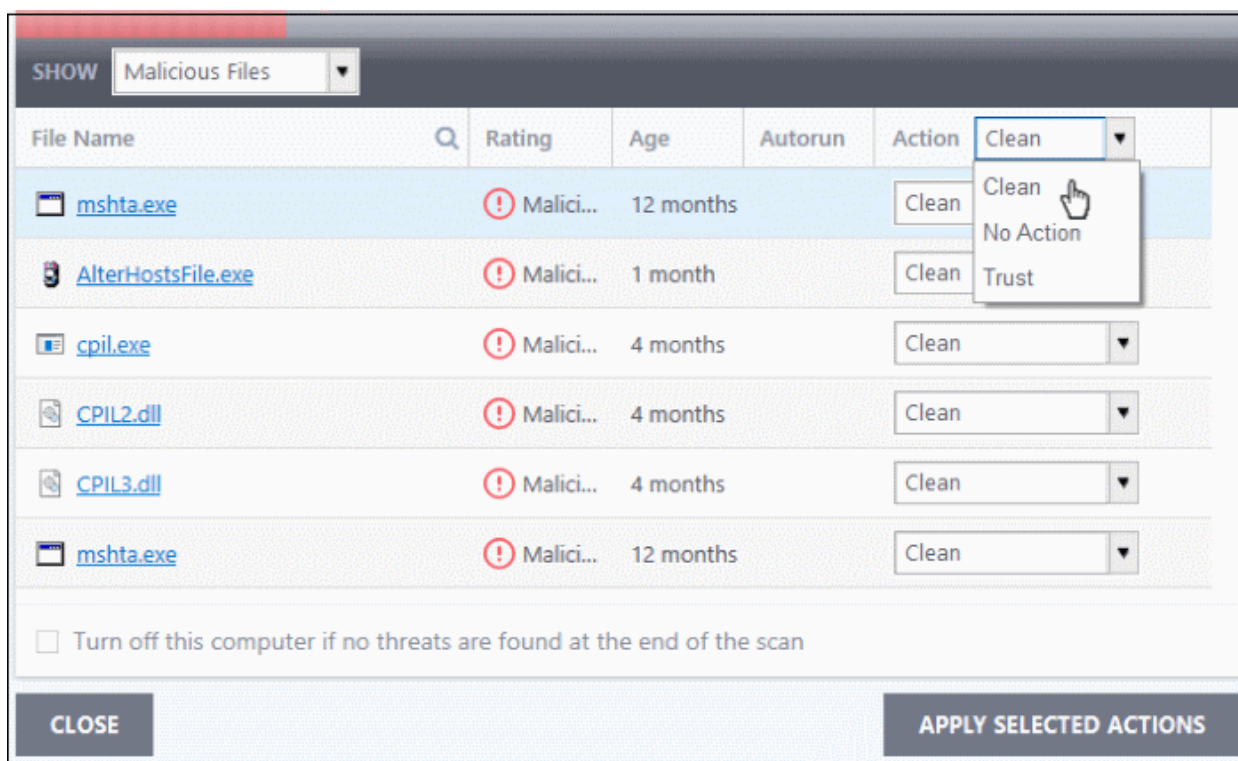 SHOW Malicious Files
File Name Rating Age Autorun Action Clean
mshta.exe Malici... 12 months Clean
Clean
No Action
Trust
AlterHostsFile.exe Malici... 1 month Clean
cpil.exe Malici... 4 months Clean
CPIL2.dll Malici... 4 months Clean
CPIL3.dll Malici... 4 months Clean
mshta.exe Malici... 12 months Clean
Turn off this computer if no threats are found at the end of the scan
CLOSE APPLY SELECTED ACTIONS